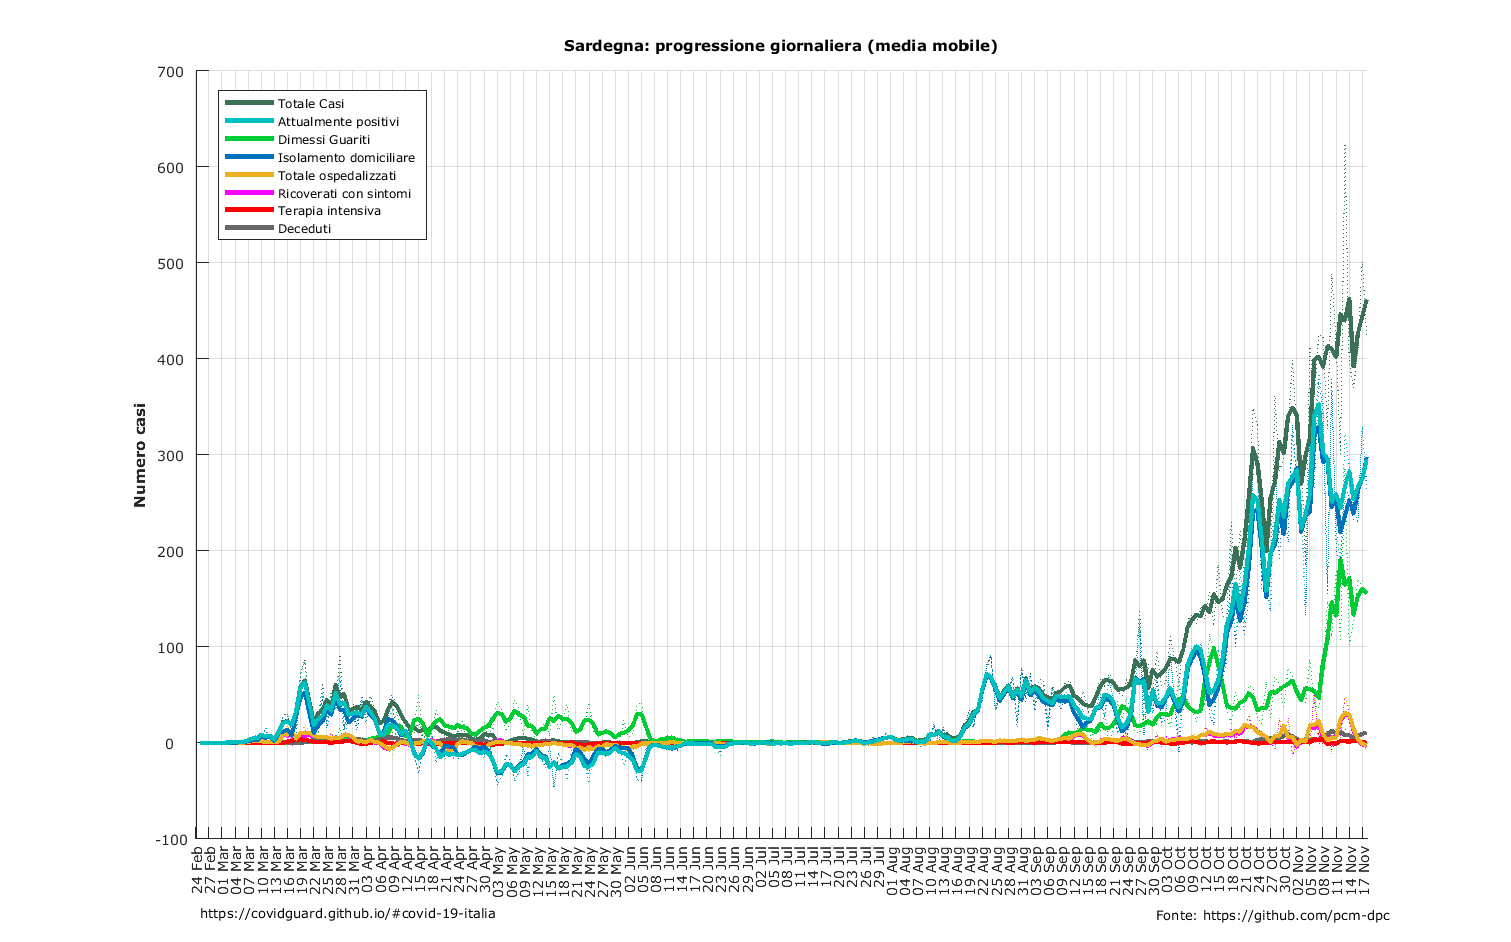 Sardegna: progressione giornaliera (media mobile)
700
600
500
400
300
200
100
0
-100
Numero casi
Totale Casi
Attualmente positivi
Dimessi Guariti
Isolamento domiciliare
Totale ospedalizzati
Ricoverati con sintomi
Terapia intensiva
Deceduti
24 Feb
27 Feb
01 Mar
04 Mar
07 Mar
10 Mar
13 Mar
16 Mar
19 Mar
22 Mar
25 Mar
28 Mar
31 Mar
03 Apr
06 Apr
09 Apr
12 Apr
15 Apr
18 Apr
21 Apr
24 Apr
27 Apr
30 Apr
03 May
06 May
09 May
12 May
15 May
18 May
21 May
24 May
27 May
30 May
02 Jun
05 Jun
08 Jun
11 Jun
14 Jun
17 Jun
20 Jun
23 Jun
26 Jun
29 Jun
02 Jul
05 Jul
08 Jul
11 Jul
14 Jul
17 Jul
20 Jul
23 Jul
26 Jul
29 Jul
01 Aug
04 Aug
07 Aug
10 Aug
13 Aug
16 Aug
19 Aug
22 Aug
25 Aug
28 Aug
31 Aug
03 Sep
06 Sep
09 Sep
12 Sep
15 Sep
18 Sep
21 Sep
24 Sep
27 Sep
30 Sep
03 Oct
06 Oct
09 Oct
12 Oct
15 Oct
18 Oct
21 Oct
24 Oct
27 Oct
30 Oct
02 Nov
05 Nov
08 Nov
11 Nov
14 Nov
17 Nov
https://covidguard.github.io/#covid-19-italia
Fonte: https://github.com/pcm-dpc